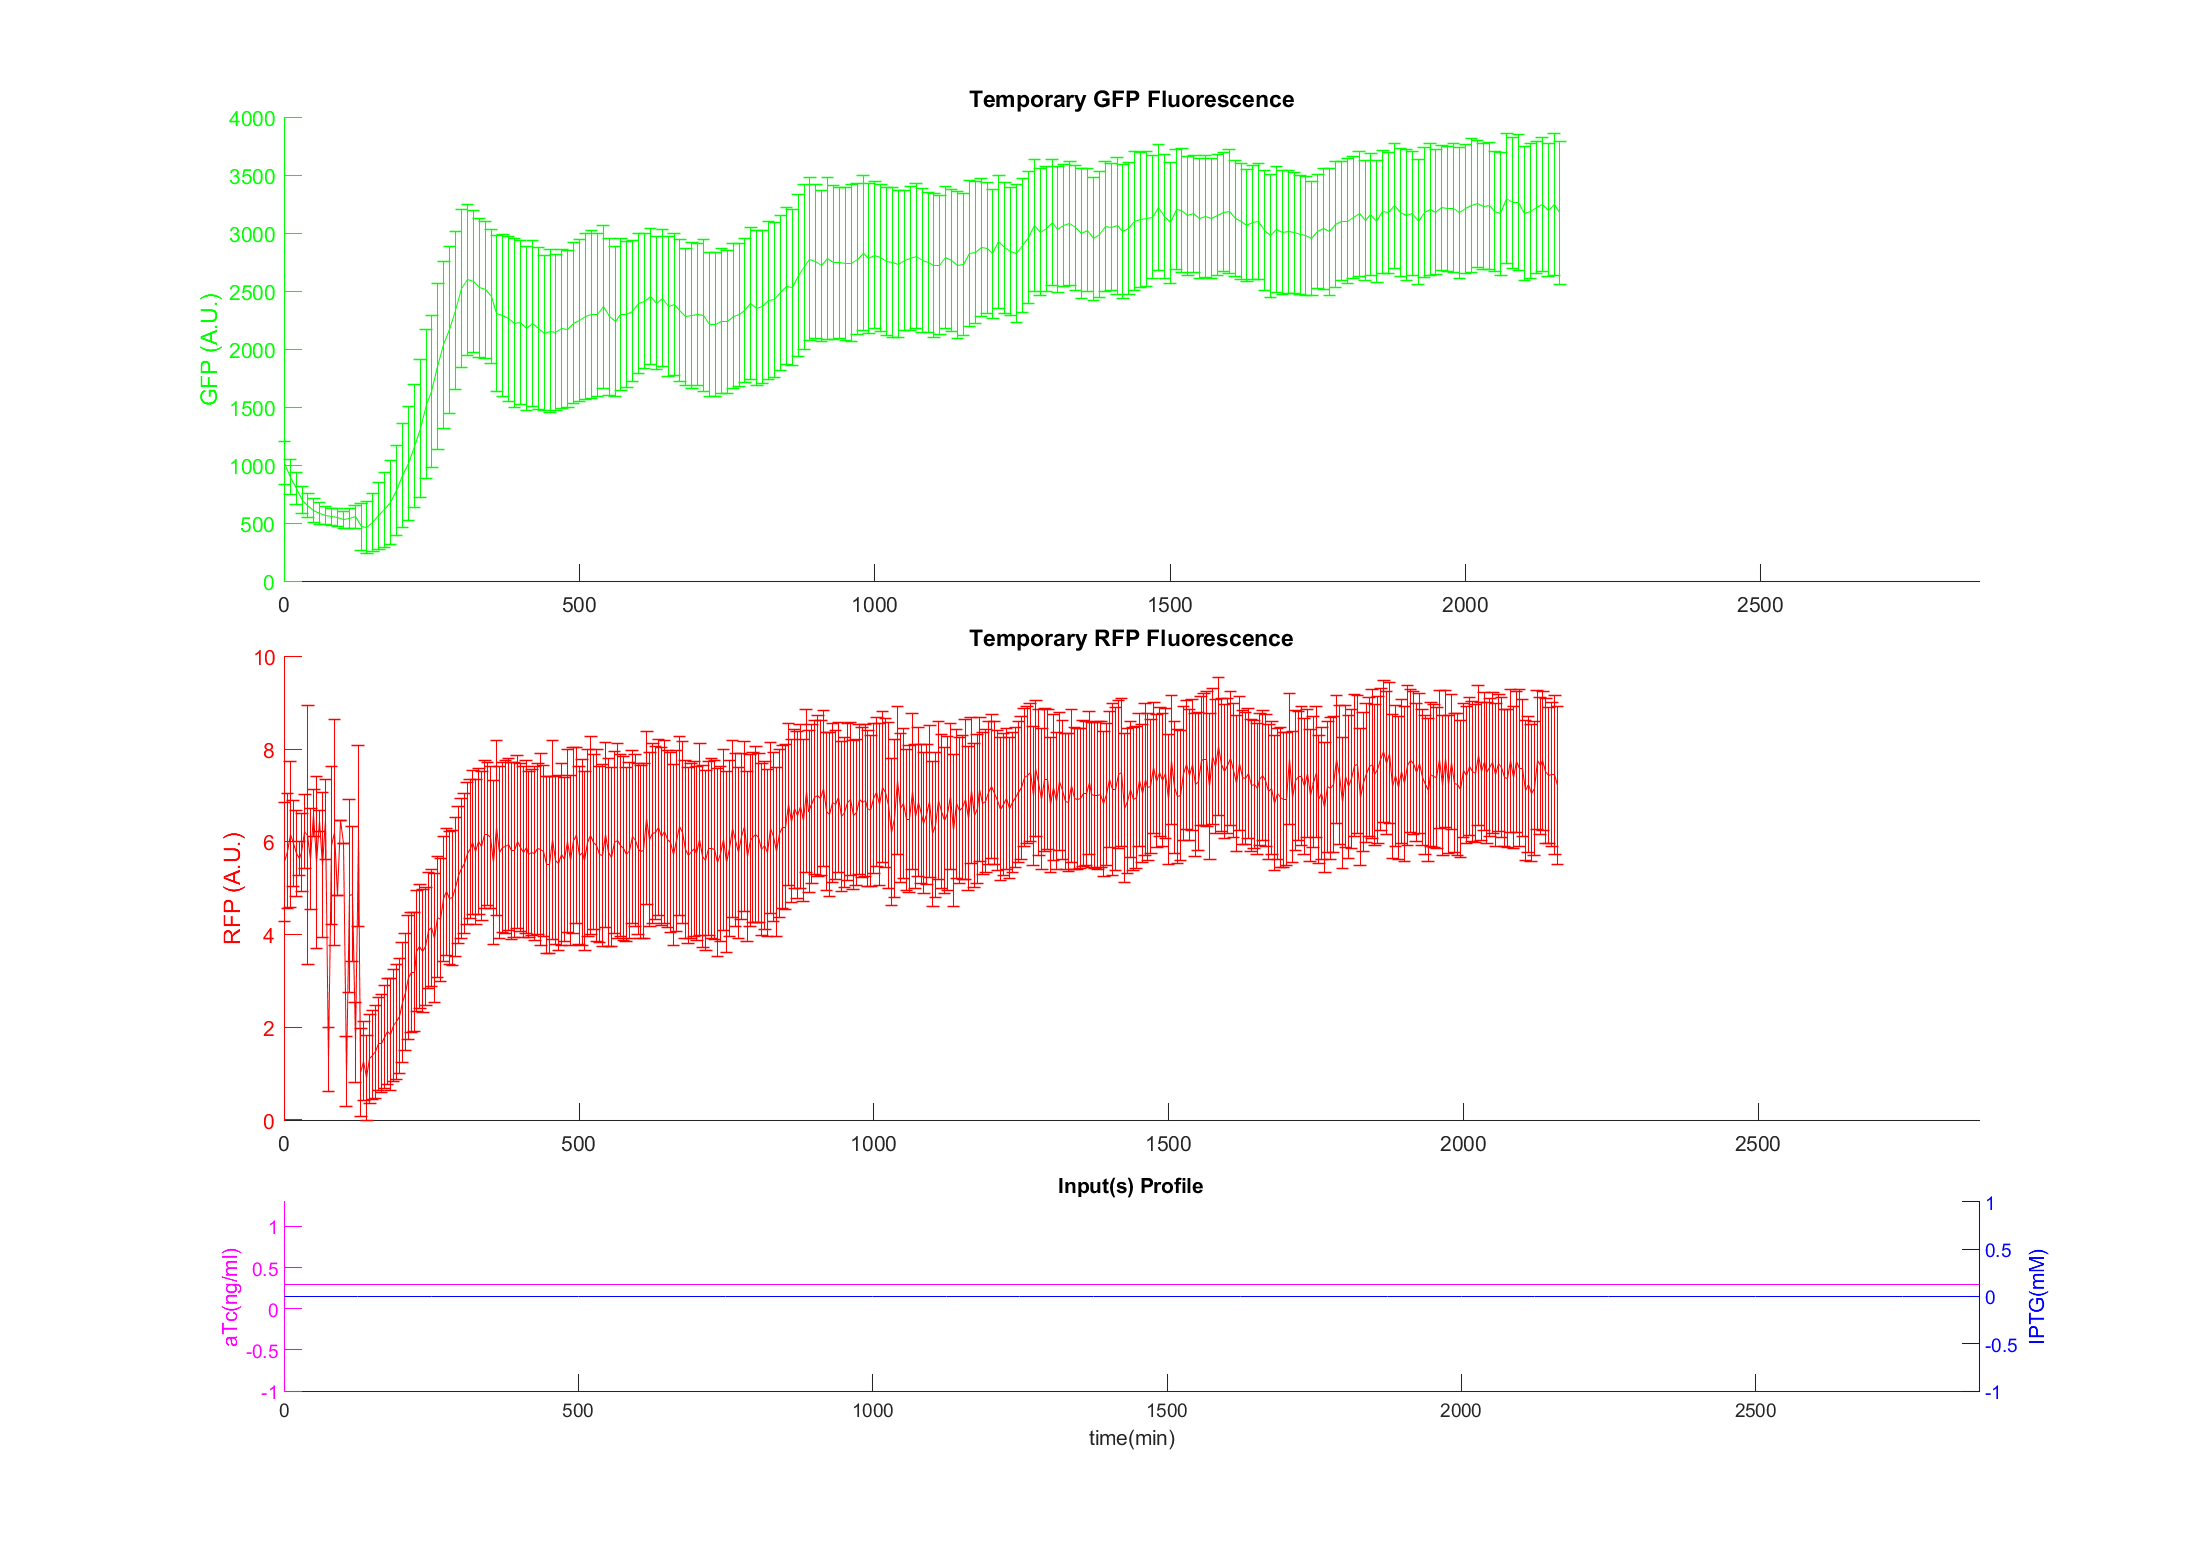 Temporary GFP Fluorescence
GFP (A.U.)
4000
3500
3000
2500
2000
1500
1000
500
0
0 500 1000 1500 2000 2500
Temporary RFP Fluorescence
RFP (A.U.)
10
8
6
4
2
0
0 500 1000 1500 2000 2500
Input(s) Profile
aTc(ng/ml)
1
0.5
0
-0.5
-1
1
0.5
0
-0.5
-1
IPTG(mM)
0 500 1000 1500 2000 2500
time(min)